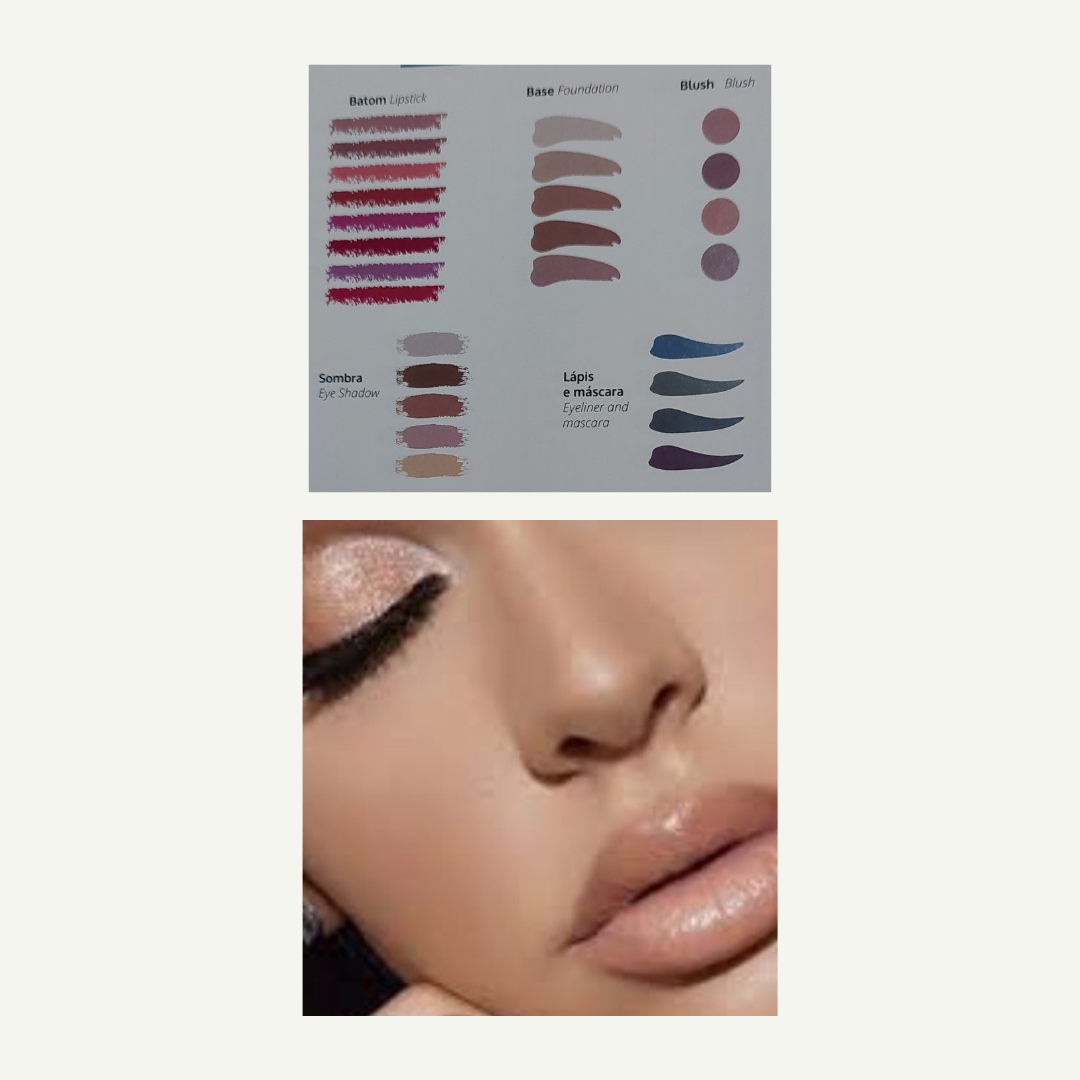 Batom Lipstick
Base Foundation
Blush Blush
Sombra
Eye Shadow
Lápis
e máscara
Eyeliner and
mascara